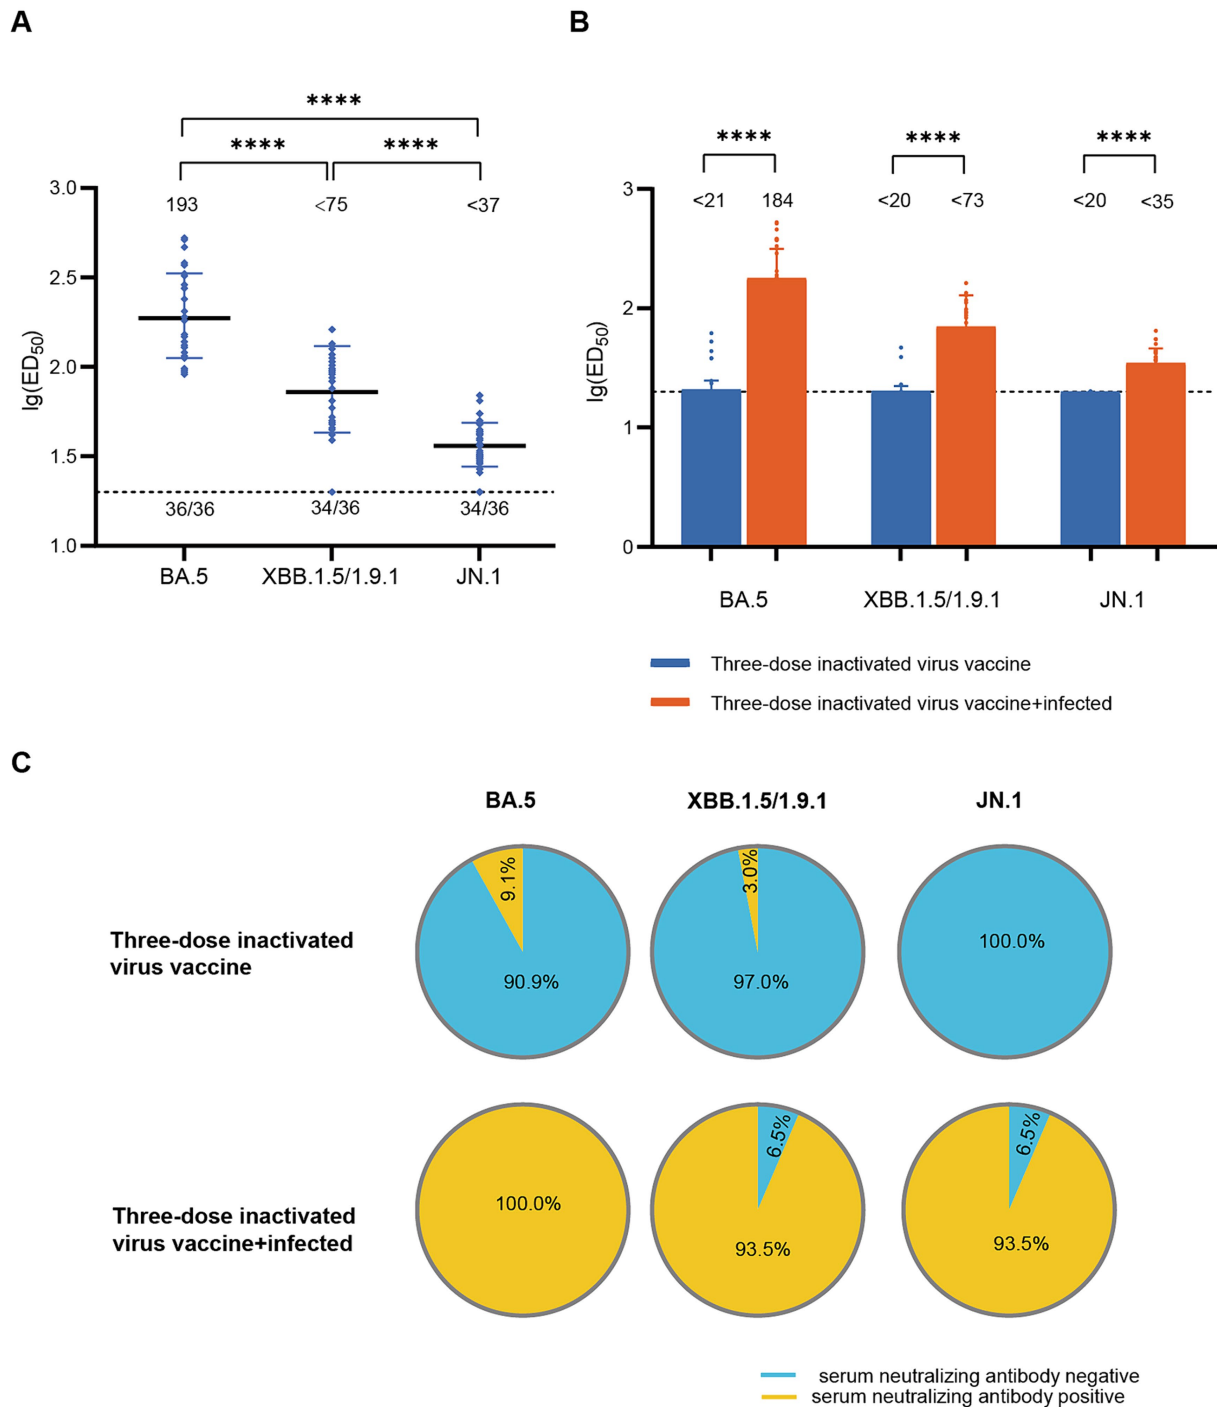 A
B
****
**** ****
193 <75 <37
3.0
2.5
2.0
1.5
1.0
lg(ED50)
36/36 34/36 34/36
BA.5 XBB.1.5/1.9.1 JN.1
**** **** ****
<21 184 <20 <73 <20 <35
3
2
1
0
lg(ED50)
BA.5 XBB.1.5/1.9.1 JN.1
Three-dose inactivated virus vaccine
Three-dose inactivated virus vaccine+infected
C
BA.5 XBB.1.5/1.9.1 JN.1
Three-dose inactivated
virus vaccine
9.1%
90.9%
3.0%
97.0%
100.0%
Three-dose inactivated
virus vaccine+infected
100.0%
6.5%
93.5%
6.5%
93.5%
serum neutralizing antibody negative
serum neutralizing antibody positive